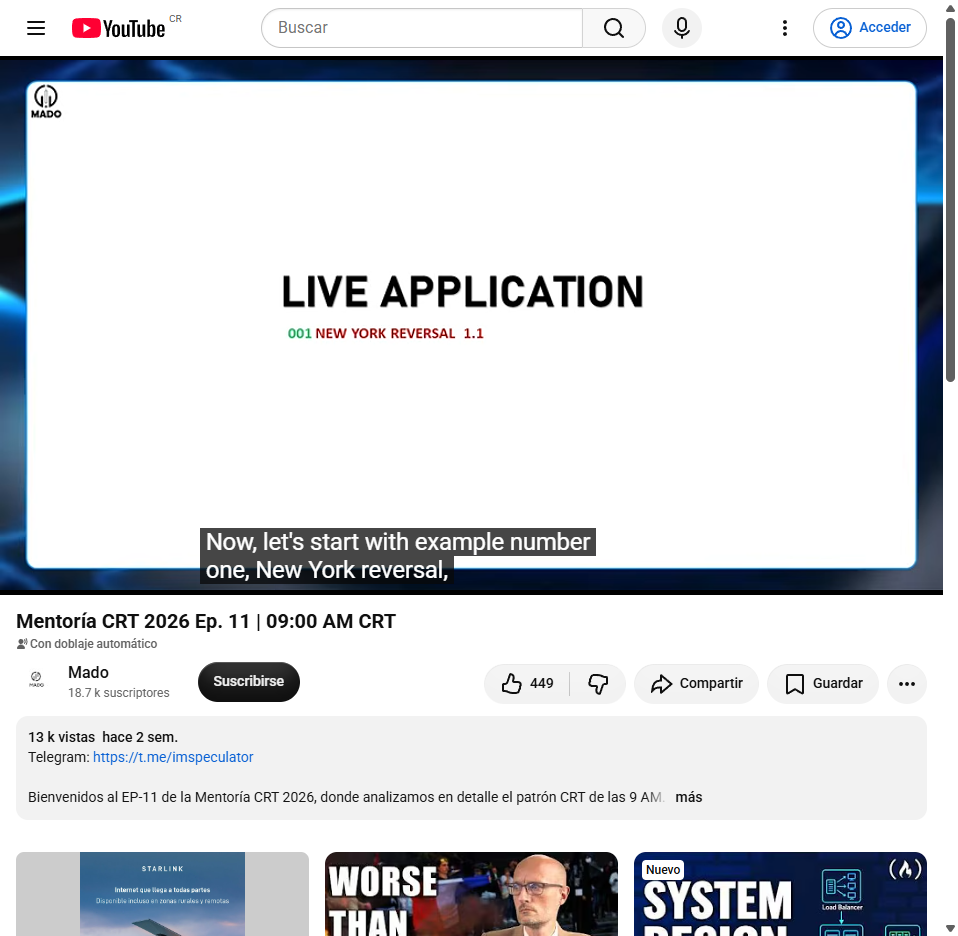 YouTube CR
Buscar
Acceder
MADO
LIVE APPLICATION
001 NEW YORK REVERSAL 1.1
Now, let's start with example number
one, New York reversal,
Mentoría CRT 2026 Ep. 11 | 09:00 AM CRT
Con doblaje automático
MADO
Mado
18.7 k suscriptores
Suscribirse
449
Compartir
Guardar
13 k vistas hace 2 sem.
Telegram: https://t.me/imspeculator
Bienvenidos al EP-11 de la Mentoría CRT 2026, donde analizamos en detalle el patrón CRT de las 9 AM. más
STARLINK
Internet que llega a todas partes
Disponible incluso en zonas rurales y remotas
WORSE
THAN
Nuevo
SYSTEM
DESIGN
Load Balancer